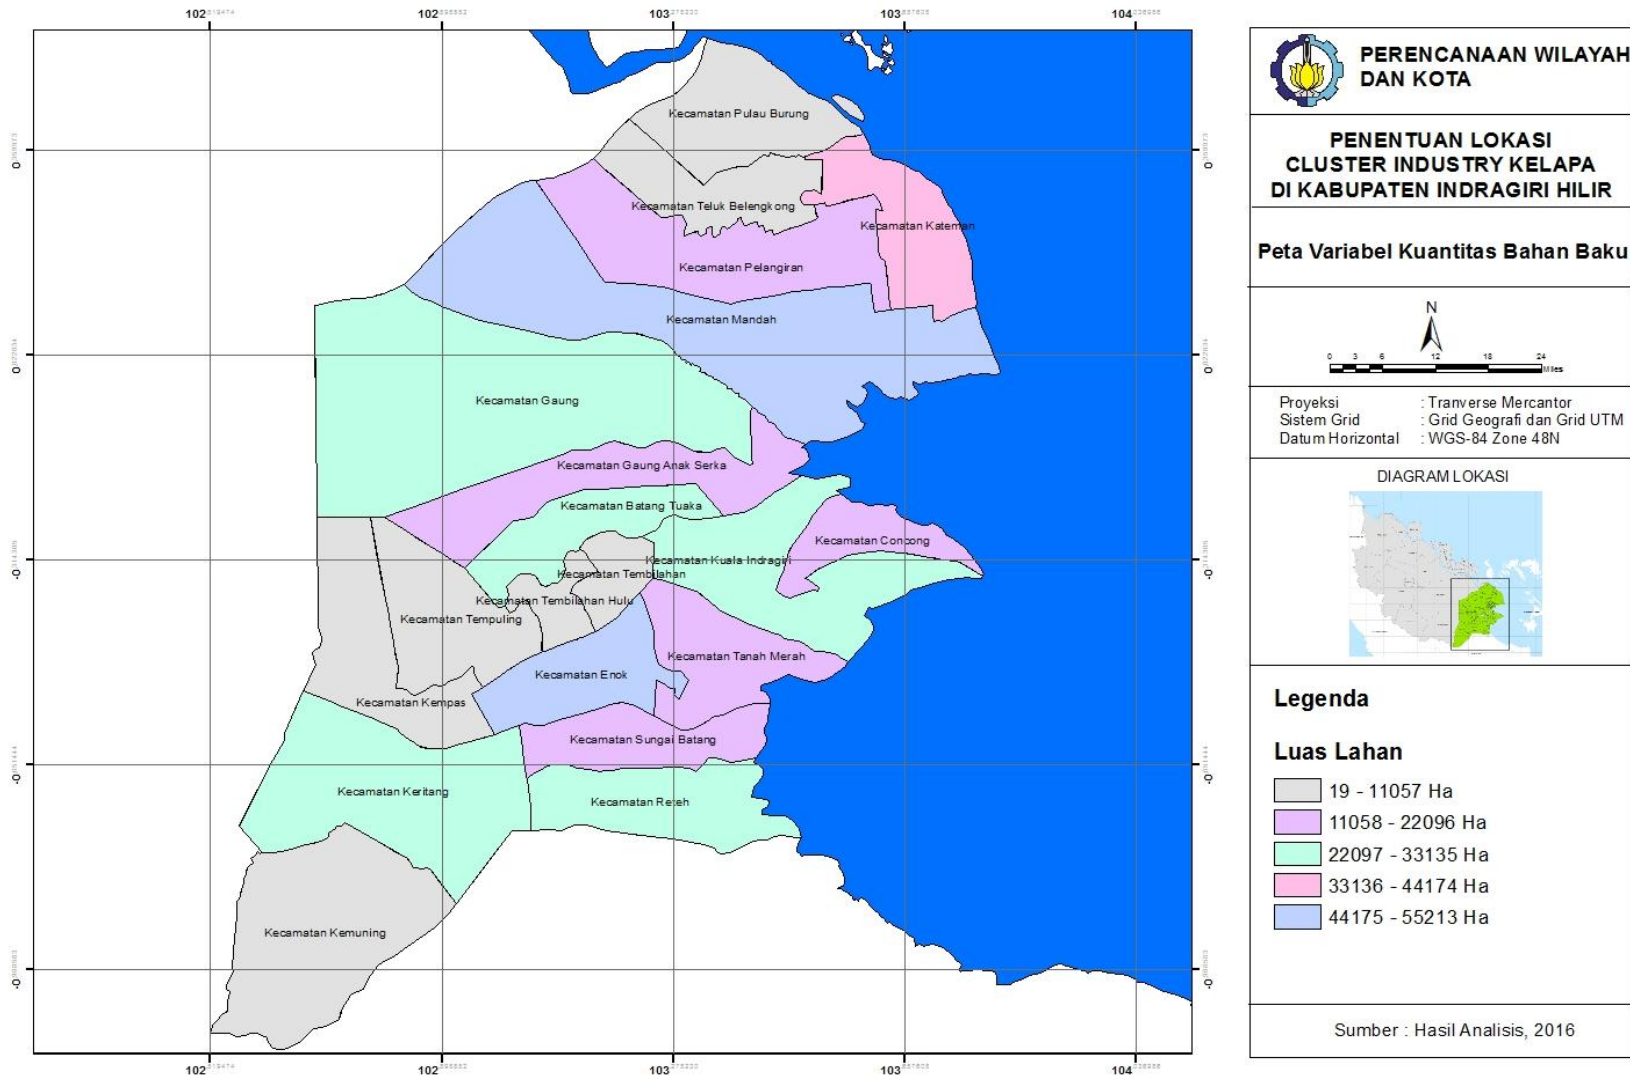 102
102
103
103
104
Kecamatan Pulau Burung
Kecamatan Teluk Belengkong
Kecamatan Kateman
Kecamatan Pelangiran
Kecamatan Mandah
Kecamatan Gaung
Kecamatan Gaung Anak Serka
Kecamatan Batang Tuaka
Kecamatan Concong
Kecamatan Kuala Indragiri
Kecamatan Tembilahan
Kecamatan Tembilahan Hulu
Kecamatan Tempuling
Kecamatan Tanah Merah
Kecamatan Enok
Kecamatan Kempas
Kecamatan Sungai Batang
Kecamatan Keritang
Kecamatan Reteh
Kecamatan Kemuning
102
102
103
103
104
PERENCANAAN WILAYAH
DAN KOTA
PENENTUAN LOKASI
CLUSTER INDUSTRY KELAPA
DI KABUPATEN INDRAGIRI HILIR
Peta Variabel Kuantitas Bahan Baku
N
0 3 6 12 18 24
Miles
Proyeksi : Tranverse Mercantor
Sistem Grid : Grid Geografi dan Grid UTM
Datum Horizontal : WGS-84 Zone 48N
DIAGRAM LOKASI
Legenda
Luas Lahan
19 - 11057 Ha
11058 - 22096 Ha
22097 - 33135 Ha
33136 - 44174 Ha
44175 - 55213 Ha
Sumber : Hasil Analisis, 2016